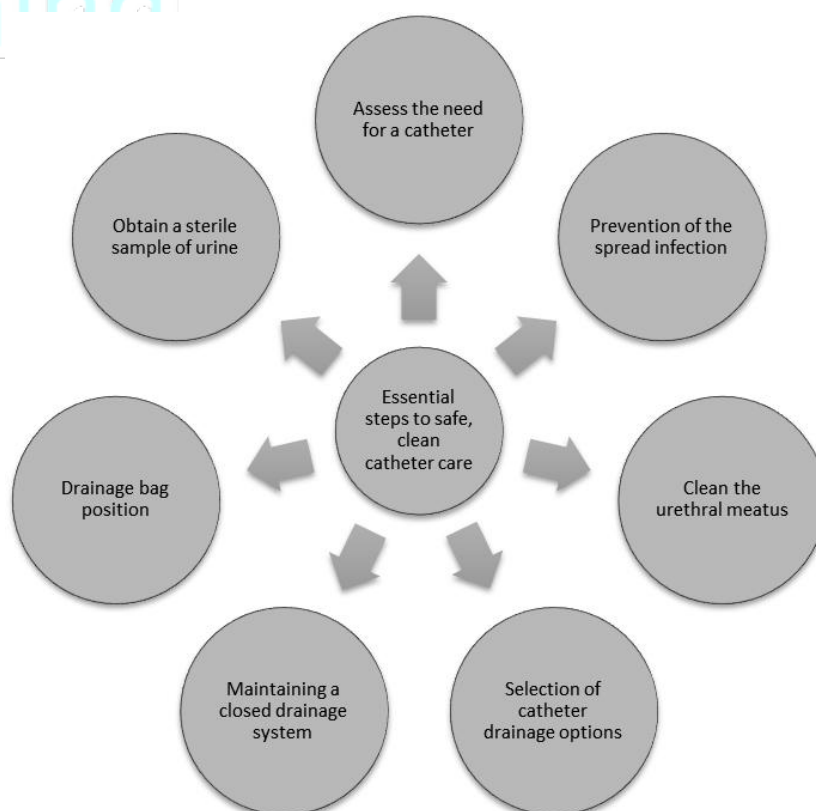 Assess the need
for a catheter
Prevention of the
spread infection
Clean the
urethral meatus
Selection of
catheter
drainage options
Maintaining a
closed drainage
system
Drainage bag
position
Obtain a sterile
sample of urine
Essential
steps to safe,
clean
catheter care